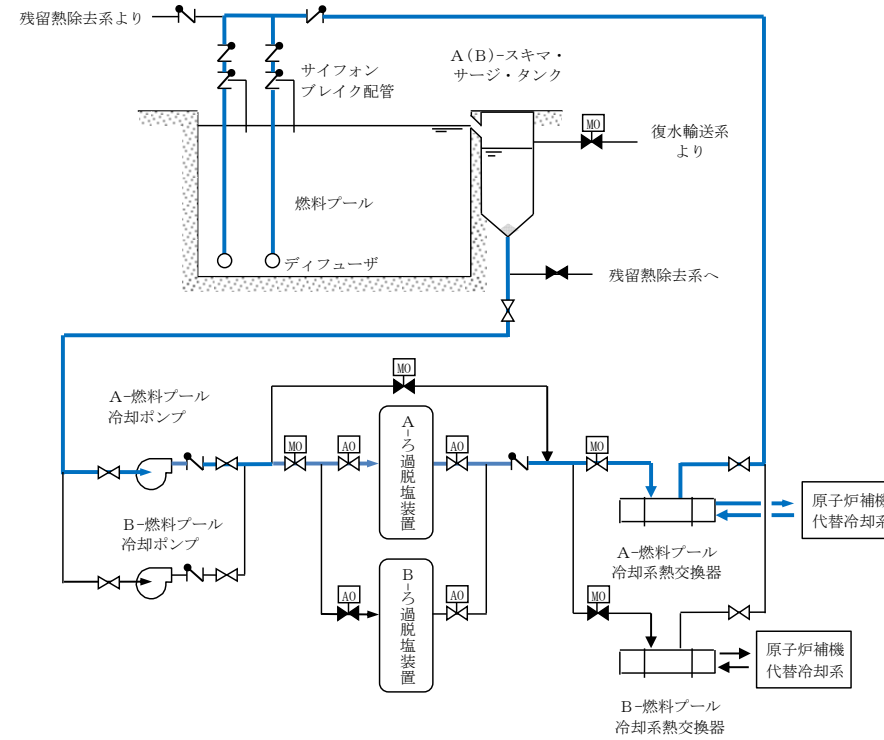 残留熱除去系より
A(B)-スキマ・
サージ・タンク
サイフォン
ブレイク配管
MO
復水輸送系
より
燃料プール
ディフューザ
残留熱除去系へ
MO
A-燃料プール
冷却ポンプ
MO
AO
A-ろ過脱塩装置
AO
MO
原子炉補機
代替冷却系
B-燃料プール
冷却ポンプ
A-燃料プール
冷却系熱交換器
AO
B-ろ過脱塩装置
AO
MO
原子炉補機
代替冷却系
B-燃料プール
冷却系熱交換器